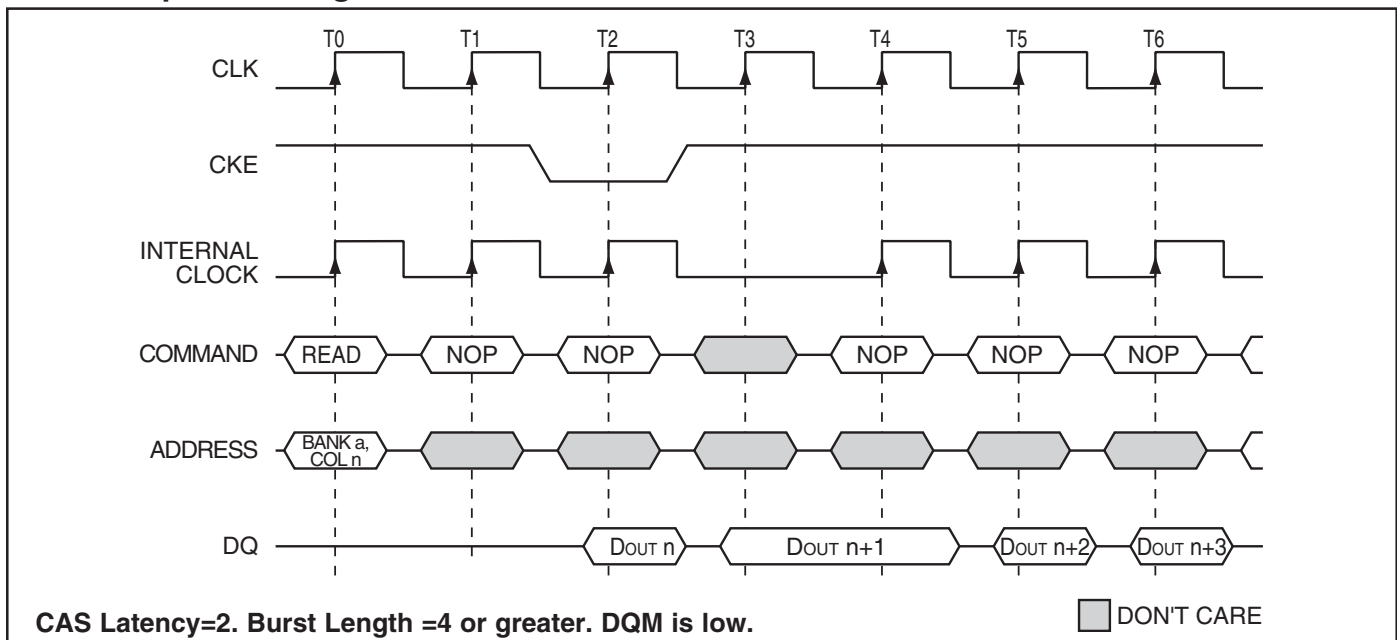 T0 T1 T2 T3 T4 T5 T6
CLK
CKE
INTERNAL
CLOCK
COMMAND READ NOP NOP NOP NOP NOP
ADDRESS BANK a,
COL n
DQ DOUT n DOUT n+1 DOUT n+2 DOUT n+3
CAS Latency=2. Burst Length =4 or greater. DQM is low.
DON'T CARE